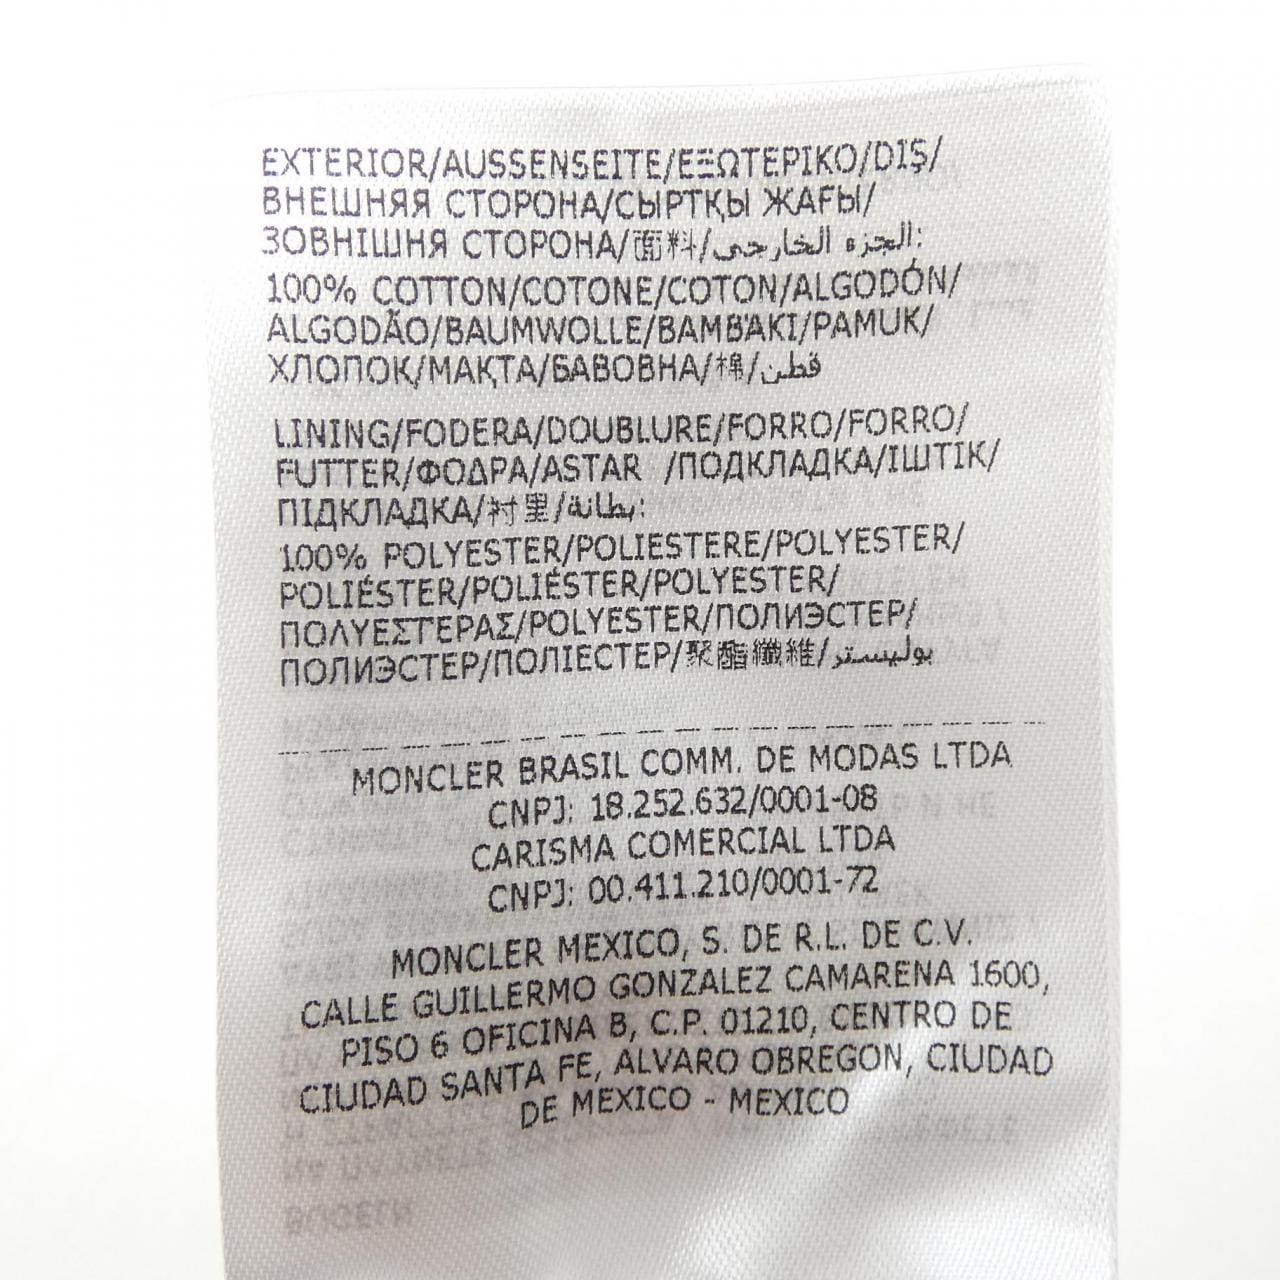 EXTERIOR/AUSSENSEITE/ΕΞΩΤΕΡΙΚΟ/DIŞ/
ВНЕШНЯЯ СТОРОНА/СЫРТҚЫ ЖАҒЫ/
ЗОВНІШНЯ СТОРОНА/面料/الجزء الخارجي:
100% COTTON/COTONE/COTON/ALGODÓN/
ALGODÃO/BAUMWOLLE/BAMBAKI/PAMUK/
ХЛОПОК/МАҚТА/БАВОВНА/棉/قطن
LINING/FODERA/DOUBLURE/FORRO/FORRO/
FUTTER/ΦΟΔΡΑ/ASTAR /ПОДКЛАДКА/ІШТІК/
ПІДКЛАДКА/衬里/بطانة:
100% POLYESTER/POLIESTERE/POLYESTER/
POLIÉSTER/POLIÉSTER/POLYESTER/
ΠΟΛΥΕΣΤΕΡΑΣ/POLYESTER/ПОЛИЭСТЕР/
ПОЛИЭСТЕР/ПОЛІЕСТЕР/聚酯纖維/بوليستر
MONCLER BRASIL COMM. DE MODAS LTDA
CNPJ: 18.252.632/0001-08
CARISMA COMERCIAL LTDA
CNPJ: 00.411.210/0001-72
MONCLER MEXICO, S. DE R.L. DE C.V.
CALLE GUILLERMO GONZALEZ CAMARENA 1600,
PISO 6 OFICINA B, C.P. 01210, CENTRO DE
CIUDAD SANTA FE, ALVARO OBREGON, CIUDAD
DE MEXICO - MEXICO